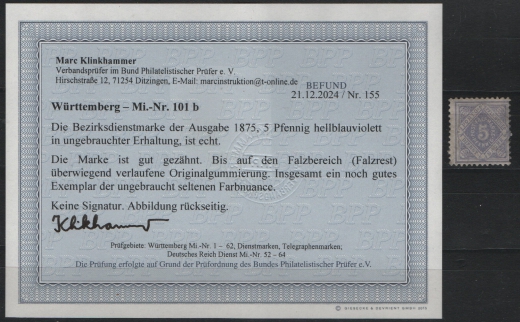 Marc Klinkhammer
Verbandsprüfer im Bund Philatelistischer Prüfer e. V.
Hirschstraße 12, 71254 Ditzingen, E-Mail: marcinstruktion@t-online.de
BEFUND
21.12.2024 / Nr. 155
Württemberg – Mi.-Nr. 101 b
Die Bezirksdienstmarke der Ausgabe 1875, 5 Pfennig hellblauviolett
in ungebrauchter Erhaltung, ist echt.
Die Marke ist gut gezähnt. Bis auf den Falzbereich (Falzrest)
überwiegend verlaufene Originalgummierung. Insgesamt ein noch gutes
Exemplar der ungebraucht seltenen Farbnuance.
Keine Signatur. Abbildung rückseitig.
Klinkhammer
Prüfgebiete: Württemberg Mi.-Nr. 1 – 62, Dienstmarken, Telegraphenmarken;
Deutsches Reich Dienst Mi.-Nr. 52 – 64
Die Prüfung erfolgte auf Grund der Prüfordnung des Bundes Philatelistischer Prüfer e.V.
5